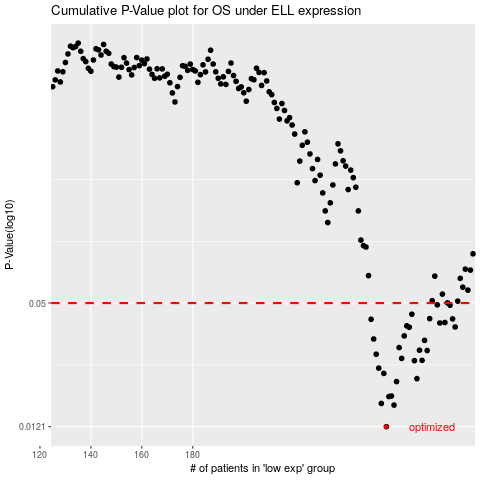 Cumulative P-Value plot for OS under ELL expression
P-Value(log10)
0.05
0.0121
optimized
120 140 160 180
# of patients in 'low exp' group